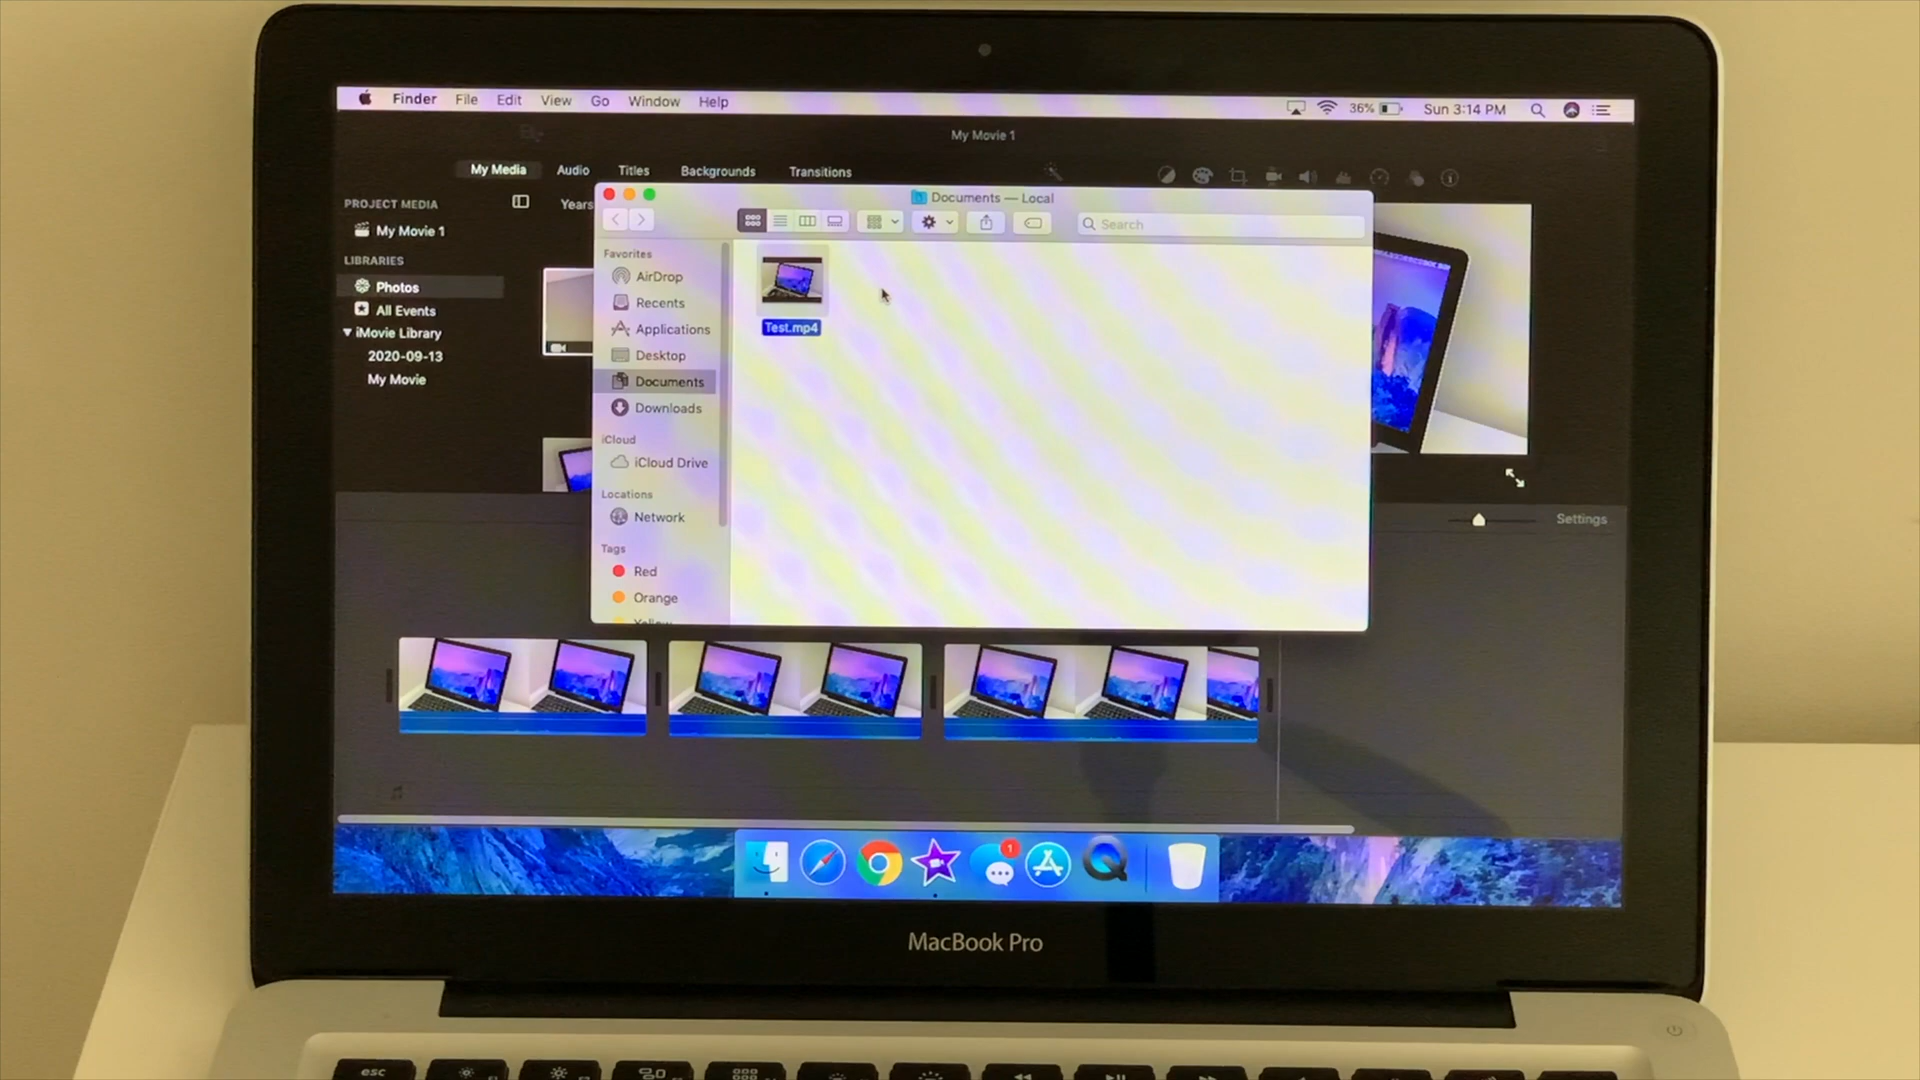 Finder File Edit View Go Window Help
36% Sun 3:14 PM
My Movie 1
My Media Audio Titles Backgrounds Transitions
PROJECT MEDIA
My Movie 1
LIBRARIES
Photos
All Events
iMovie Library
2020-09-13
My Movie
Years
Documents — Local
Search
Favorites
AirDrop
Recents
Applications
Desktop
Documents
Downloads
iCloud
iCloud Drive
Locations
Network
Tags
Red
Orange
Yellow
Test.mp4
Settings
1
MacBook Pro
esc